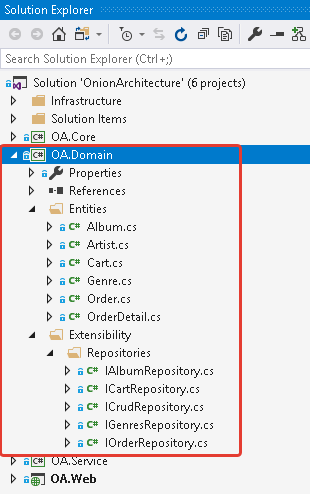 Solution Explorer
Search Solution Explorer (Ctrl+;)
Solution 'OnionArchitecture' (6 projects)
Infrastructure
Solution Items
C# OA.Core
C# OA.Domain
Properties
References
Entities
C# Album.cs
C# Artist.cs
C# Cart.cs
C# Genre.cs
C# Order.cs
C# OrderDetail.cs
Extensibility
Repositories
C# IAlbumRepository.cs
C# ICartRepository.cs
C# ICrudRepository.cs
C# IGenresRepository.cs
C# IOrderRepository.cs
C# OA.Service
OA.Web